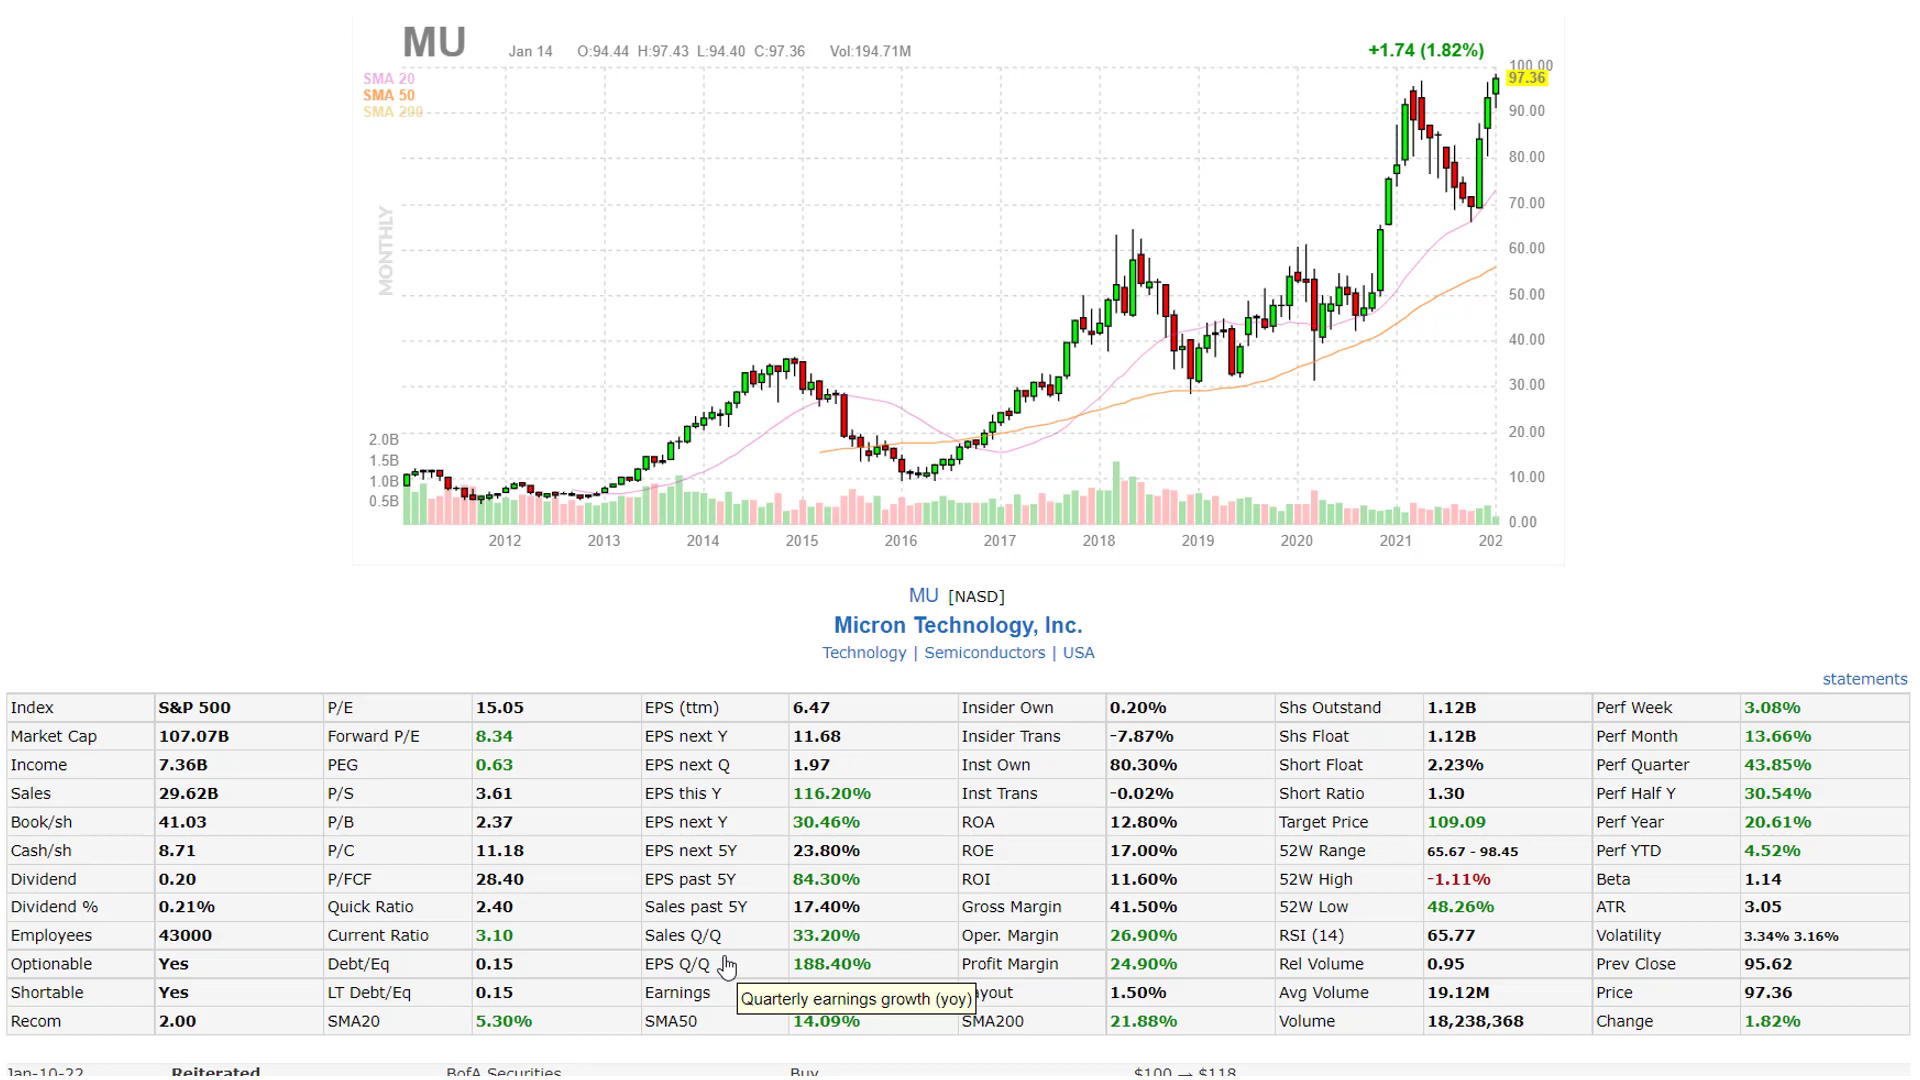 MU Jan 14 O:94.44 H:97.43 L:94.40 C:97.36 Vol:194.71M +1.74 (1.82%)
SMA 20
SMA 50
SMA 200
MONTHLY
100.00
97.36
90.00
80.00
70.00
60.00
50.00
40.00
30.00
20.00
10.00
0.00
2.0B
1.5B
1.0B
0.5B
2012 2013 2014 2015 2016 2017 2018 2019 2020 2021 202
MU [NASD]
Micron Technology, Inc.
Technology | Semiconductors | USA
statements
Index S&P 500 P/E 15.05 EPS (ttm) 6.47 Insider Own 0.20% Shs Outstand 1.12B Perf Week 3.08%
Market Cap 107.07B Forward P/E 8.34 EPS next Y 11.68 Insider Trans -7.87% Shs Float 1.12B Perf Month 13.66%
Income 7.36B PEG 0.63 EPS next Q 1.97 Inst Own 80.30% Short Float 2.23% Perf Quarter 43.85%
Sales 29.62B P/S 3.61 EPS this Y 116.20% Inst Trans -0.02% Short Ratio 1.30 Perf Half Y 30.54%
Book/sh 41.03 P/B 2.37 EPS next Y 30.46% ROA 12.80% Target Price 109.09 Perf Year 20.61%
Cash/sh 8.71 P/C 11.18 EPS next 5Y 23.80% ROE 17.00% 52W Range 65.67 - 98.45 Perf YTD 4.52%
Dividend 0.20 P/FCF 28.40 EPS past 5Y 84.30% ROI 11.60% 52W High -1.11% Beta 1.14
Dividend % 0.21% Quick Ratio 2.40 Sales past 5Y 17.40% Gross Margin 41.50% 52W Low 48.26% ATR 3.05
Employees 43000 Current Ratio 3.10 Sales Q/Q 33.20% Oper. Margin 26.90% RSI (14) 65.77 Volatility 3.34% 3.16%
Optionable Yes Debt/Eq 0.15 EPS Q/Q 188.40% Profit Margin 24.90% Rel Volume 0.95 Prev Close 95.62
Shortable Yes LT Debt/Eq 0.15 Earnings ayout 1.50% Avg Volume 19.12M Price 97.36
Quarterly earnings growth (yoy)
Recom 2.00 SMA20 5.30% SMA50 14.09% SMA200 21.88% Volume 18,238,368 Change 1.82%
Jan-10-22 Reiterated BofA Securities Buy $100 → $118